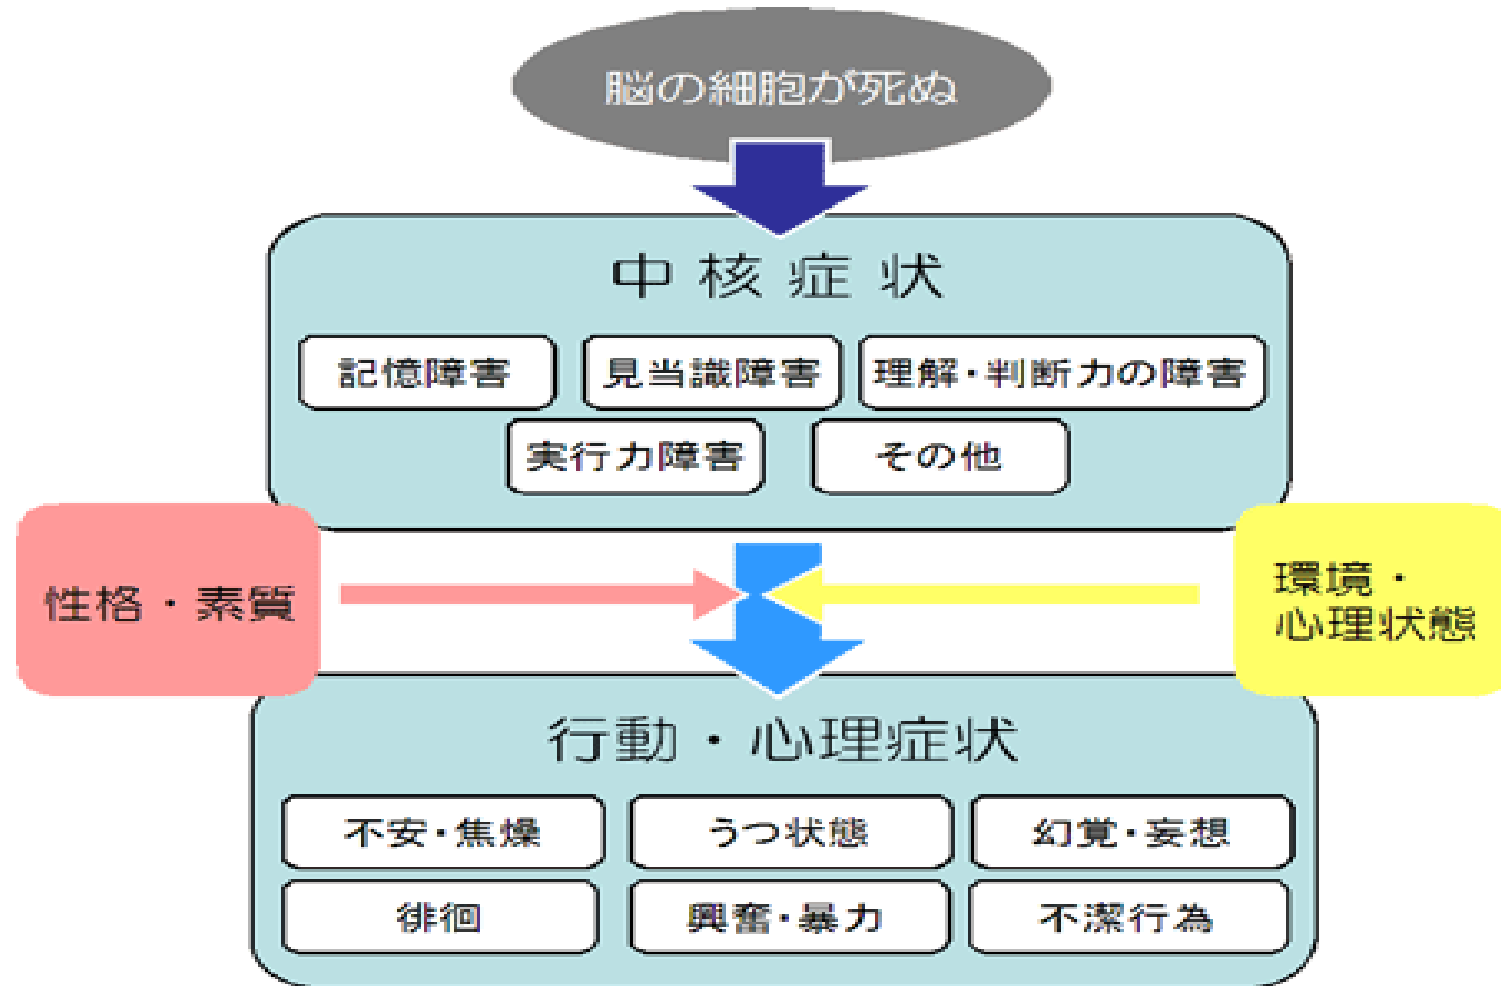 脳の細胞が死ぬ
中核症状
記憶障害
見当識障害
理解・判断力の障害
実行力障害
その他
性格・素質
環境・
心理状態
行動・心理症状
不安・焦燥
うつ状態
幻覚・妄想
徘徊
興奮・暴力
不潔行為